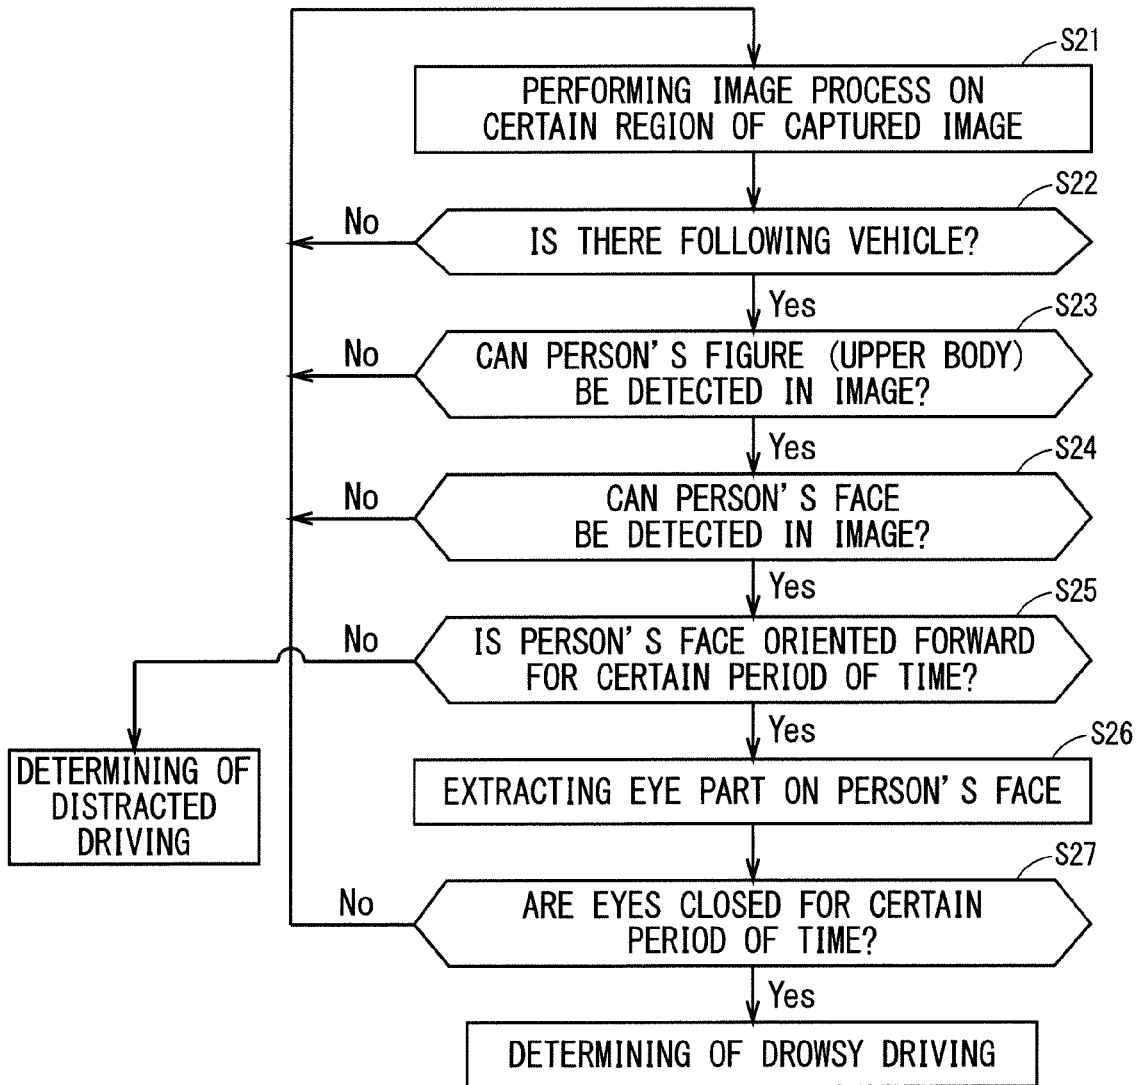 S21
PERFORMING IMAGE PROCESS ON
CERTAIN REGION OF CAPTURED IMAGE
S22
No
IS THERE FOLLOWING VEHICLE?
Yes
S23
No
CAN PERSON'S FIGURE (UPPER BODY)
BE DETECTED IN IMAGE?
Yes
S24
No
CAN PERSON'S FACE
BE DETECTED IN IMAGE?
Yes
S25
No
IS PERSON'S FACE ORIENTED FORWARD
FOR CERTAIN PERIOD OF TIME?
Yes
S26
DETERMINING OF
DISTRACTED
DRIVING
EXTRACTING EYE PART ON PERSON'S FACE
S27
No
ARE EYES CLOSED FOR CERTAIN
PERIOD OF TIME?
Yes
DETERMINING OF DROWSY DRIVING